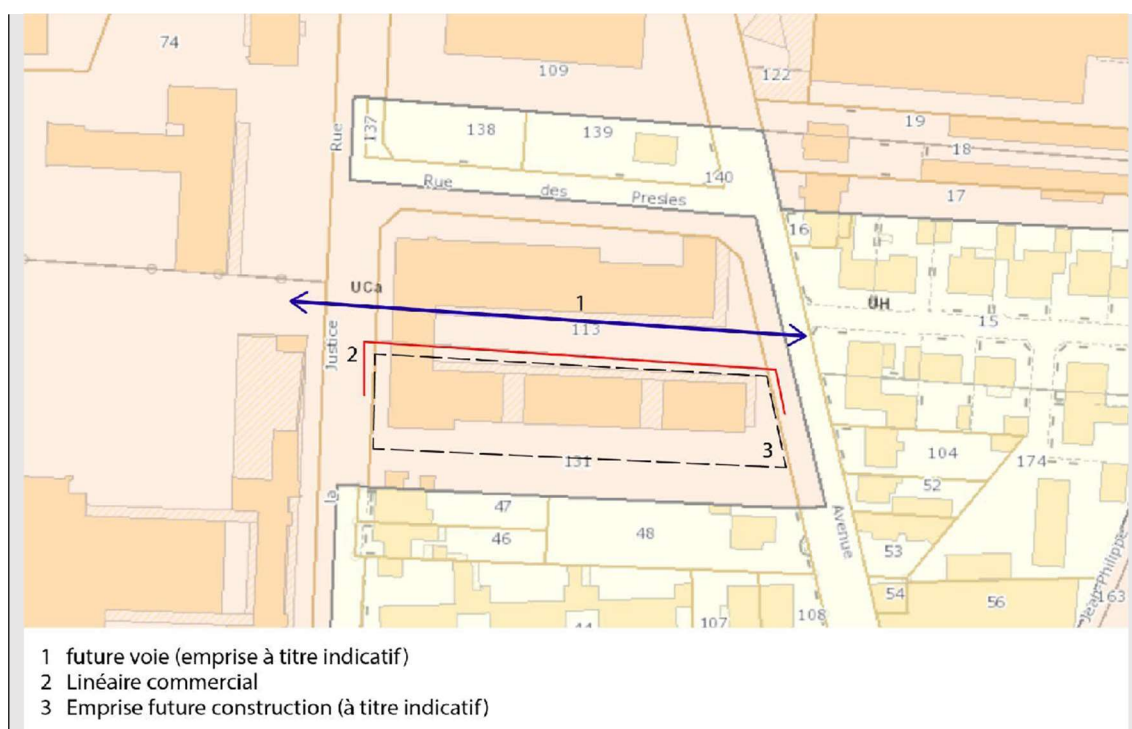 74
109
122
Rue
137
138
139
19
18
140
Rue des Presles
17
16
UCa
1
113
UH
15
2
Justice
3
131
104
174
la
47
52
46
48
Avenue
53
54
56
Jean Philippe
163
44
107
108
1 future voie (emprise à titre indicatif)
2 Linéaire commercial
3 Emprise future construction (à titre indicatif)